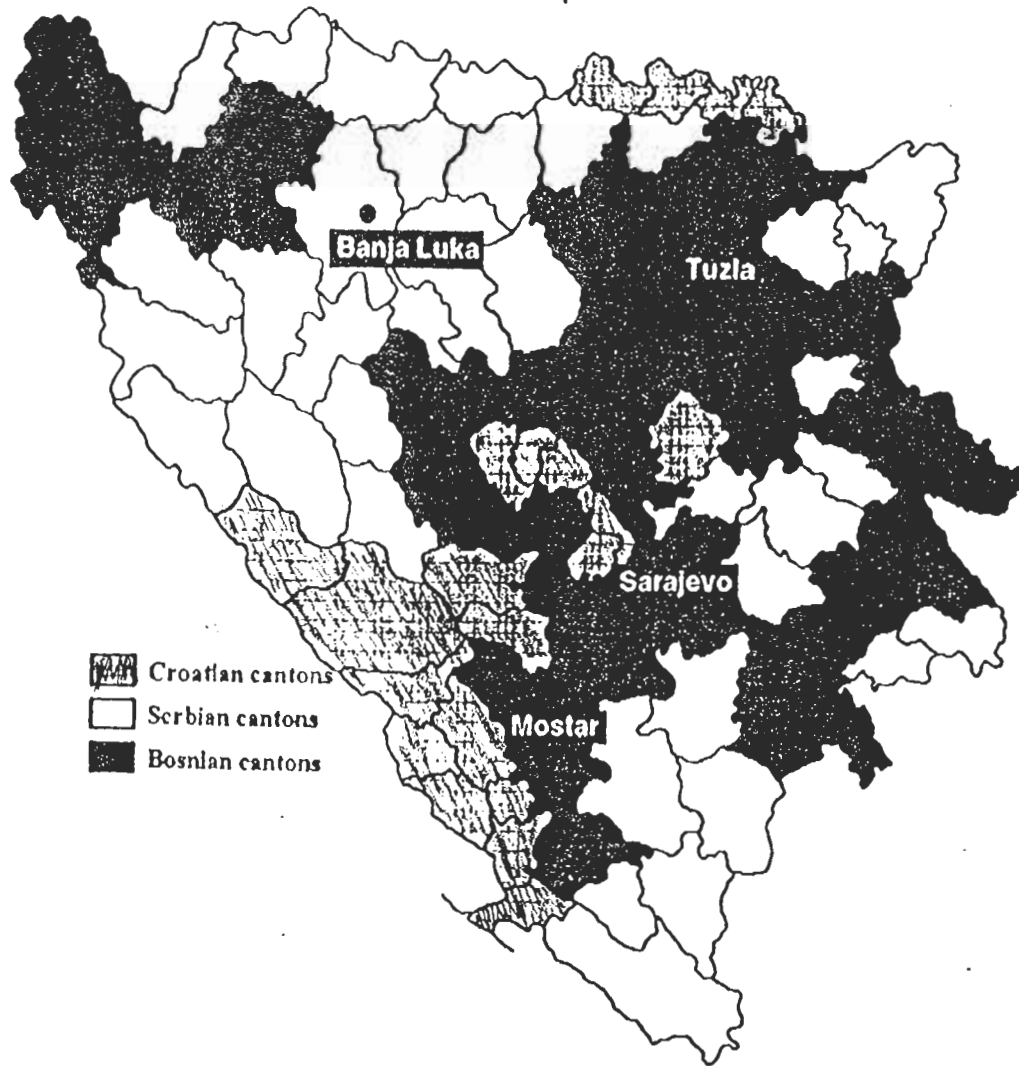 Banja Luka
Tuzla
Sarajevo
Croatian cantons
Serbian cantons
Mostar
Bosnian cantons